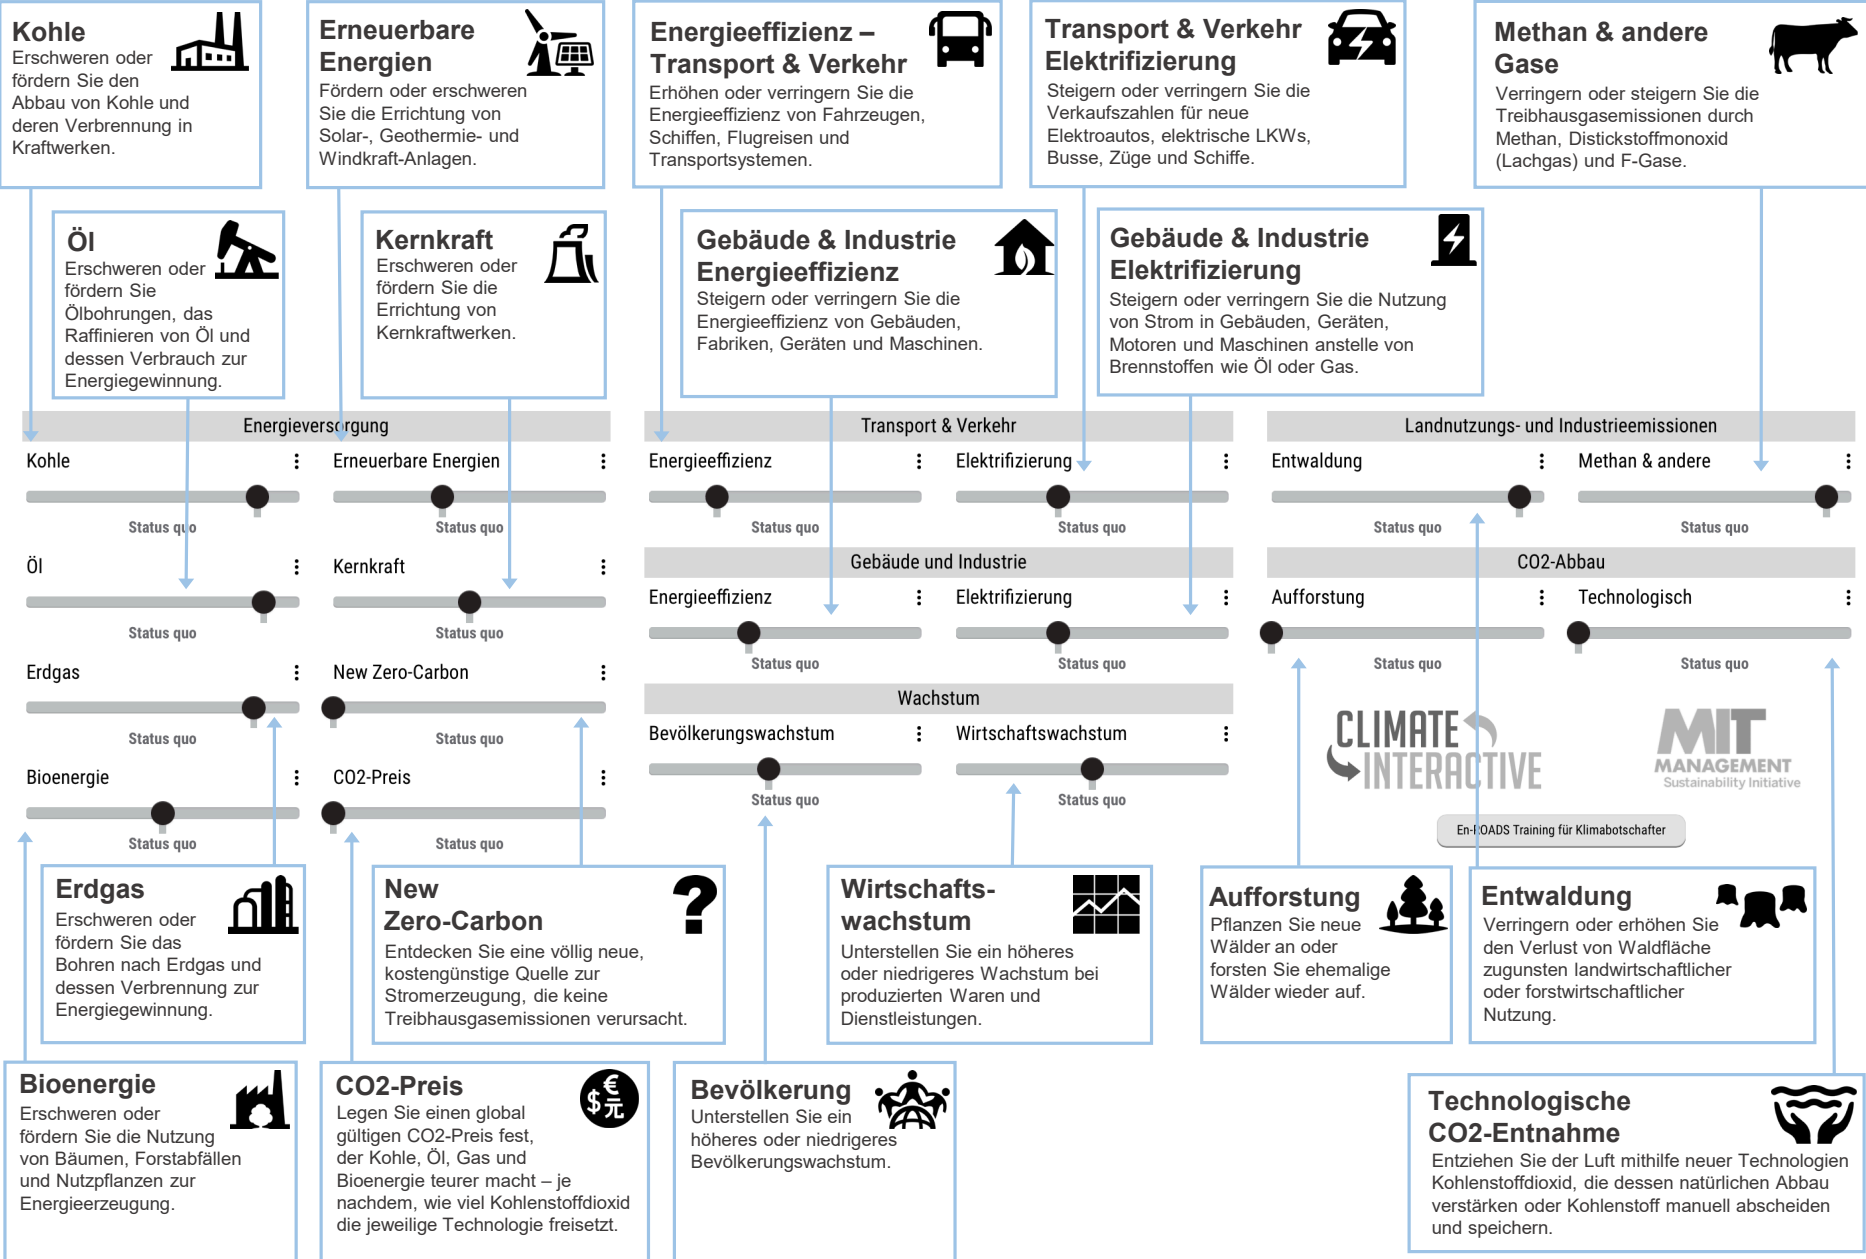 Kohle
Erschweren oder
fördern Sie den
Abbau von Kohle und
deren Verbrennung in
Kraftwerken.
Erneuerbare
Energien
Fördern oder erschweren
Sie die Errichtung von
Solar-, Geothermie- und
Windkraft-Anlagen.
Energieeffizienz –
Transport & Verkehr
Erhöhen oder verringern Sie die
Energieeffizienz von Fahrzeugen,
Schiffen, Flugreisen und
Transportsystemen.
Transport & Verkehr
Elektrifizierung
Steigern oder verringern Sie die
Verkaufszahlen für neue
Elektroautos, elektrische LKWs,
Busse, Züge und Schiffe.
Methan & andere
Gase
Verringern oder steigern Sie die
Treibhausgasemissionen durch
Methan, Distickstoffmonoxid
(Lachgas) und F-Gase.
Öl
Erschweren oder
fördern Sie
Ölbohrungen, das
Raffinieren von Öl und
dessen Verbrauch zur
Energiegewinnung.
Kernkraft
Erschweren oder
fördern Sie die
Errichtung von
Kernkraftwerken.
Gebäude & Industrie
Energieeffizienz
Steigern oder verringern Sie die
Energieeffizienz von Gebäuden,
Fabriken, Geräten und Maschinen.
Gebäude & Industrie
Elektrifizierung
Steigern oder verringern Sie die Nutzung
von Strom in Gebäuden, Geräten,
Motoren und Maschinen anstelle von
Brennstoffen wie Öl oder Gas.
Energieversorgung
Kohle
Status quo
Erneuerbare Energien
Status quo
Öl
Status quo
Kernkraft
Status quo
Erdgas
Status quo
New Zero-Carbon
Status quo
Bioenergie
Status quo
CO2-Preis
Status quo
Transport & Verkehr
Energieeffizienz
Status quo
Elektrifizierung
Status quo
Gebäude und Industrie
Energieeffizienz
Status quo
Elektrifizierung
Status quo
Wachstum
Bevölkerungswachstum
Status quo
Wirtschaftswachstum
Status quo
Landnutzungs- und Industrieemissionen
Entwaldung
Status quo
Methan & andere
Status quo
CO2-Abbau
Aufforstung
Status quo
Technologisch
Status quo
CLIMATE
INTERACTIVE
MIT
MANAGEMENT
Sustainability Initiative
En-ROADS Training für Klimabotschafter
Erdgas
Erschweren oder
fördern Sie das
Bohren nach Erdgas und
dessen Verbrennung zur
Energiegewinnung.
New
Zero-Carbon
?
Entdecken Sie eine völlig neue,
kostengünstige Quelle zur
Stromerzeugung, die keine
Treibhausgasemissionen verursacht.
Wirtschafts-
wachstum
Unterstellen Sie ein höheres
oder niedrigeres Wachstum bei
produzierten Waren und
Dienstleistungen.
Aufforstung
Pflanzen Sie neue
Wälder an oder
forsten Sie ehemalige
Wälder wieder auf.
Entwaldung
Verringern oder erhöhen Sie
den Verlust von Waldfläche
zugunsten landwirtschaftlicher
oder forstwirtschaftlicher
Nutzung.
Bioenergie
Erschweren oder
fördern Sie die Nutzung
von Bäumen, Forstabfällen
und Nutzpflanzen zur
Energieerzeugung.
CO2-Preis
€
$元
Legen Sie einen global
gültigen CO2-Preis fest,
der Kohle, Öl, Gas und
Bioenergie teurer macht – je
nachdem, wie viel Kohlenstoffdioxid
die jeweilige Technologie freisetzt.
Bevölkerung
Unterstellen Sie ein
höheres oder niedrigeres
Bevölkerungswachstum.
Technologische
CO2-Entnahme
Entziehen Sie der Luft mithilfe neuer Technologien
Kohlenstoffdioxid, die dessen natürlichen Abbau
verstärken oder Kohlenstoff manuell abscheiden
und speichern.